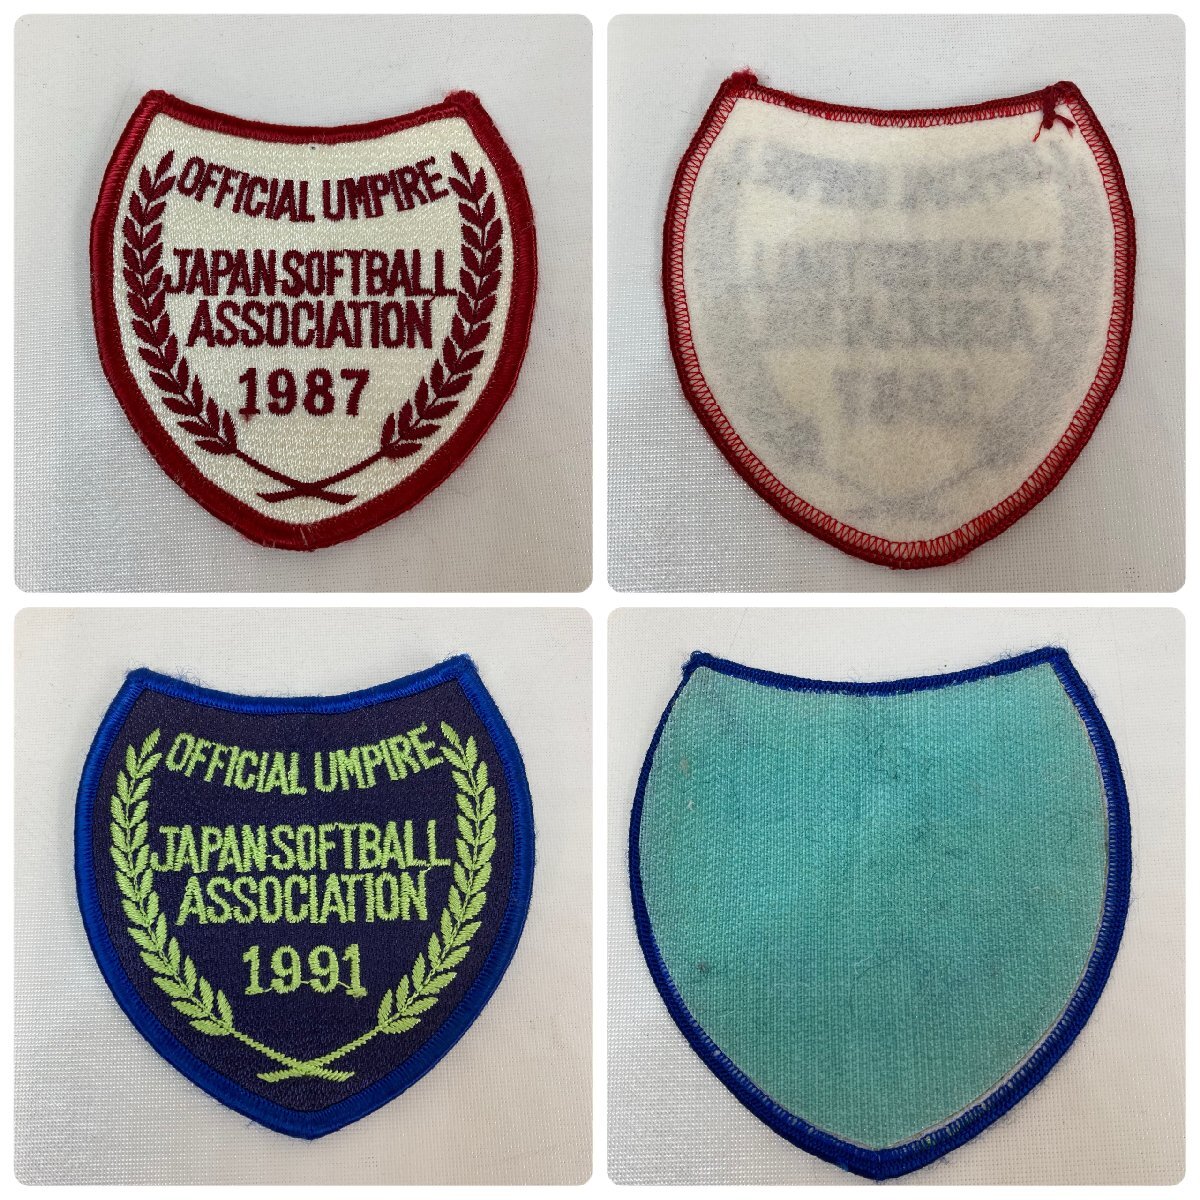 OFFICIAL UMPIRE
JAPAN SOFTBALL
ASSOCIATION
1987
OFFICIAL UMPIRE
JAPAN SOFTBALL
ASSOCIATION
1991